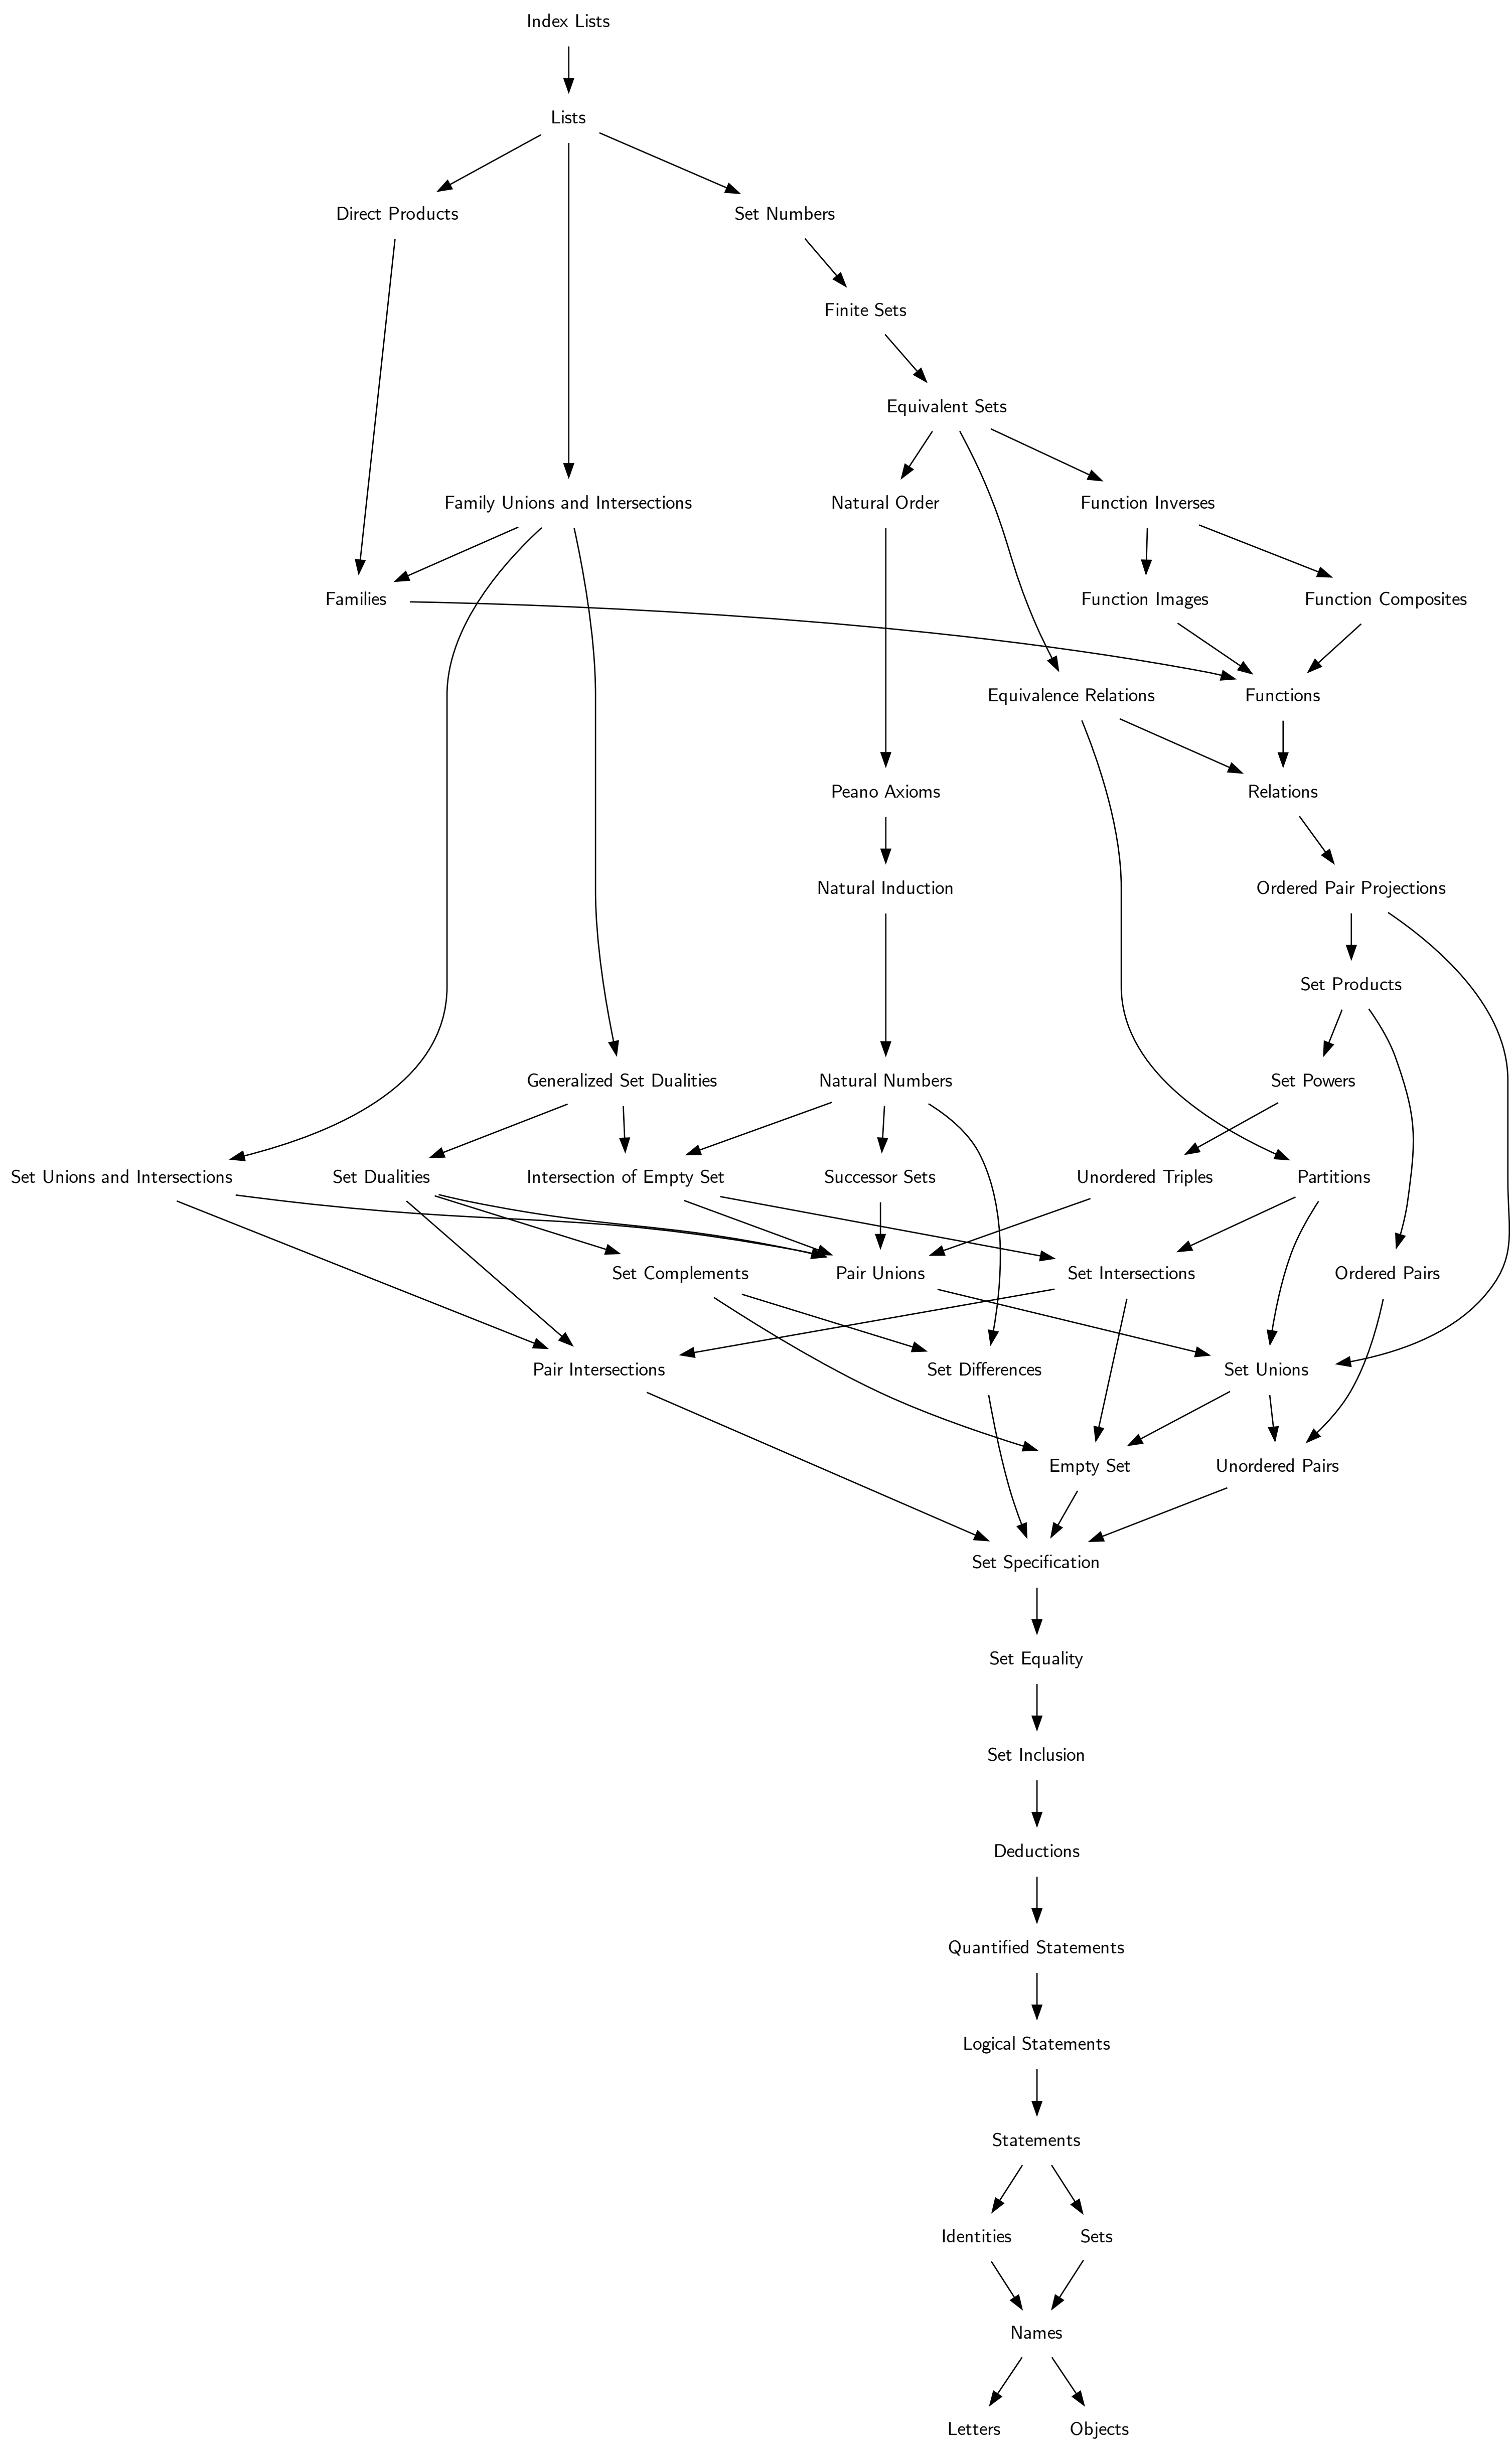 Index Lists
Lists
Direct Products
Set Numbers
Finite Sets
Equivalent Sets
Family Unions and Intersections
Natural Order
Function Inverses
Families
Function Images
Function Composites
Equivalence Relations
Functions
Peano Axioms
Relations
Natural Induction
Ordered Pair Projections
Set Products
Generalized Set Dualities
Natural Numbers
Set Powers
Set Unions and Intersections
Set Dualities
Intersection of Empty Set
Successor Sets
Unordered Triples
Partitions
Set Complements
Pair Unions
Set Intersections
Ordered Pairs
Pair Intersections
Set Differences
Set Unions
Empty Set
Unordered Pairs
Set Specification
Set Equality
Set Inclusion
Deductions
Quantified Statements
Logical Statements
Statements
Identities
Sets
Names
Letters
Objects